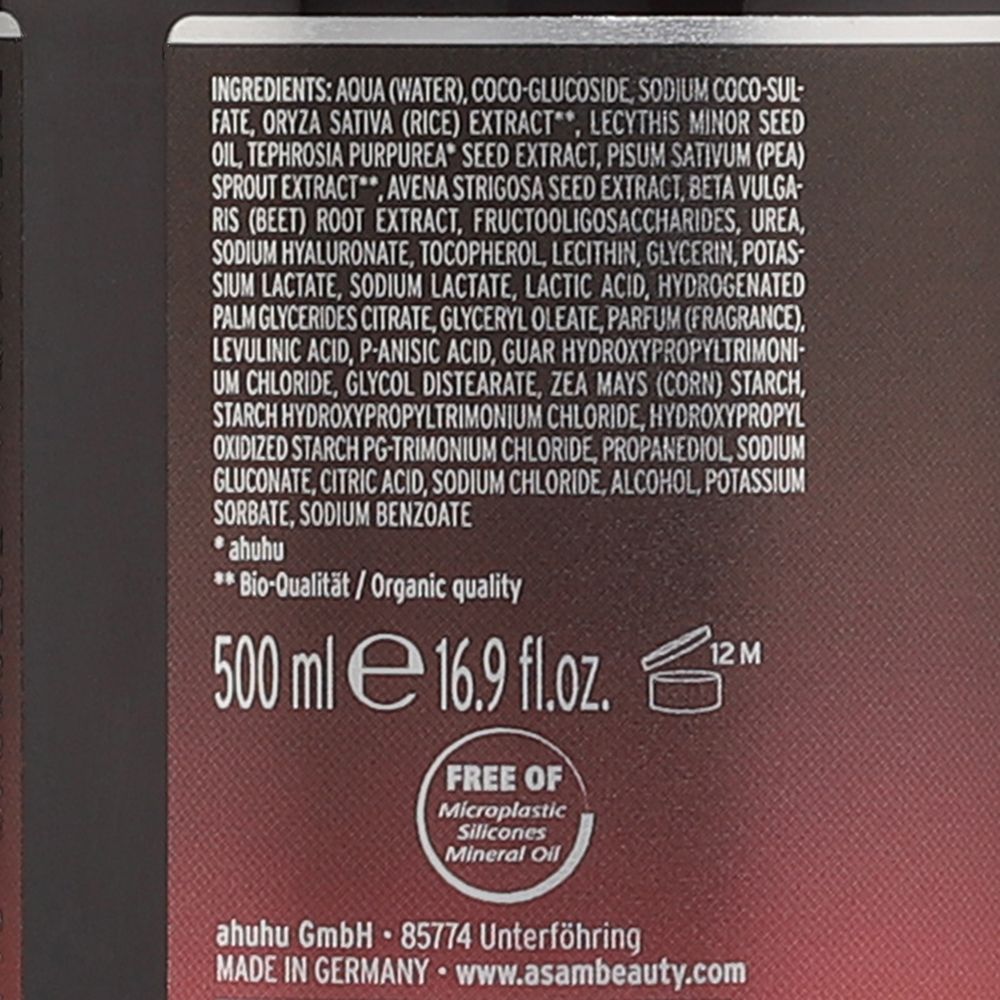 INGREDIENTS: AQUA (WATER), COCO-GLUCOSIDE, SODIUM COCO-SUL-
FATE, ORYZA SATIVA (RICE) EXTRACT**, LECYTHIS MINOR SEED
OIL, TEPHROSIA PURPUREA* SEED EXTRACT, PISUM SATIVUM (PEA)
SPROUT EXTRACT**, AVENA STRIGOSA SEED EXTRACT, BETA VULGA-
RIS (BEET) ROOT EXTRACT, FRUCTOOLIGOSACCHARIDES, UREA,
SODIUM HYALURONATE, TOCOPHEROL, LECITHIN, GLYCERIN, POTAS-
SIUM LACTATE, SODIUM LACTATE, LACTIC ACID, HYDROGENATED
PALM GLYCERIDES CITRATE, GLYCERYL OLEATE, PARFUM (FRAGRANCE),
LEVULINIC ACID, P-ANISIC ACID, GUAR HYDROXYPROPYLTRIMONI-
UM CHLORIDE, GLYCOL DISTEARATE, ZEA MAYS (CORN) STARCH,
STARCH HYDROXYPROPYLTRIMONIUM CHLORIDE, HYDROXYPROPYL
OXIDIZED STARCH PG-TRIMONIUM CHLORIDE, PROPANEDIOL, SODIUM
GLUCONATE, CITRIC ACID, SODIUM CHLORIDE, ALCOHOL, POTASSIUM
SORBATE, SODIUM BENZOATE
* ahuhu
** Bio-Qualität / Organic quality
500 ml e 16.9 fl.oz. 12 M
FREE OF
Microplastic
Silicones
Mineral Oil
ahuhu GmbH • 85774 Unterföhring
MADE IN GERMANY • www.asambeauty.com